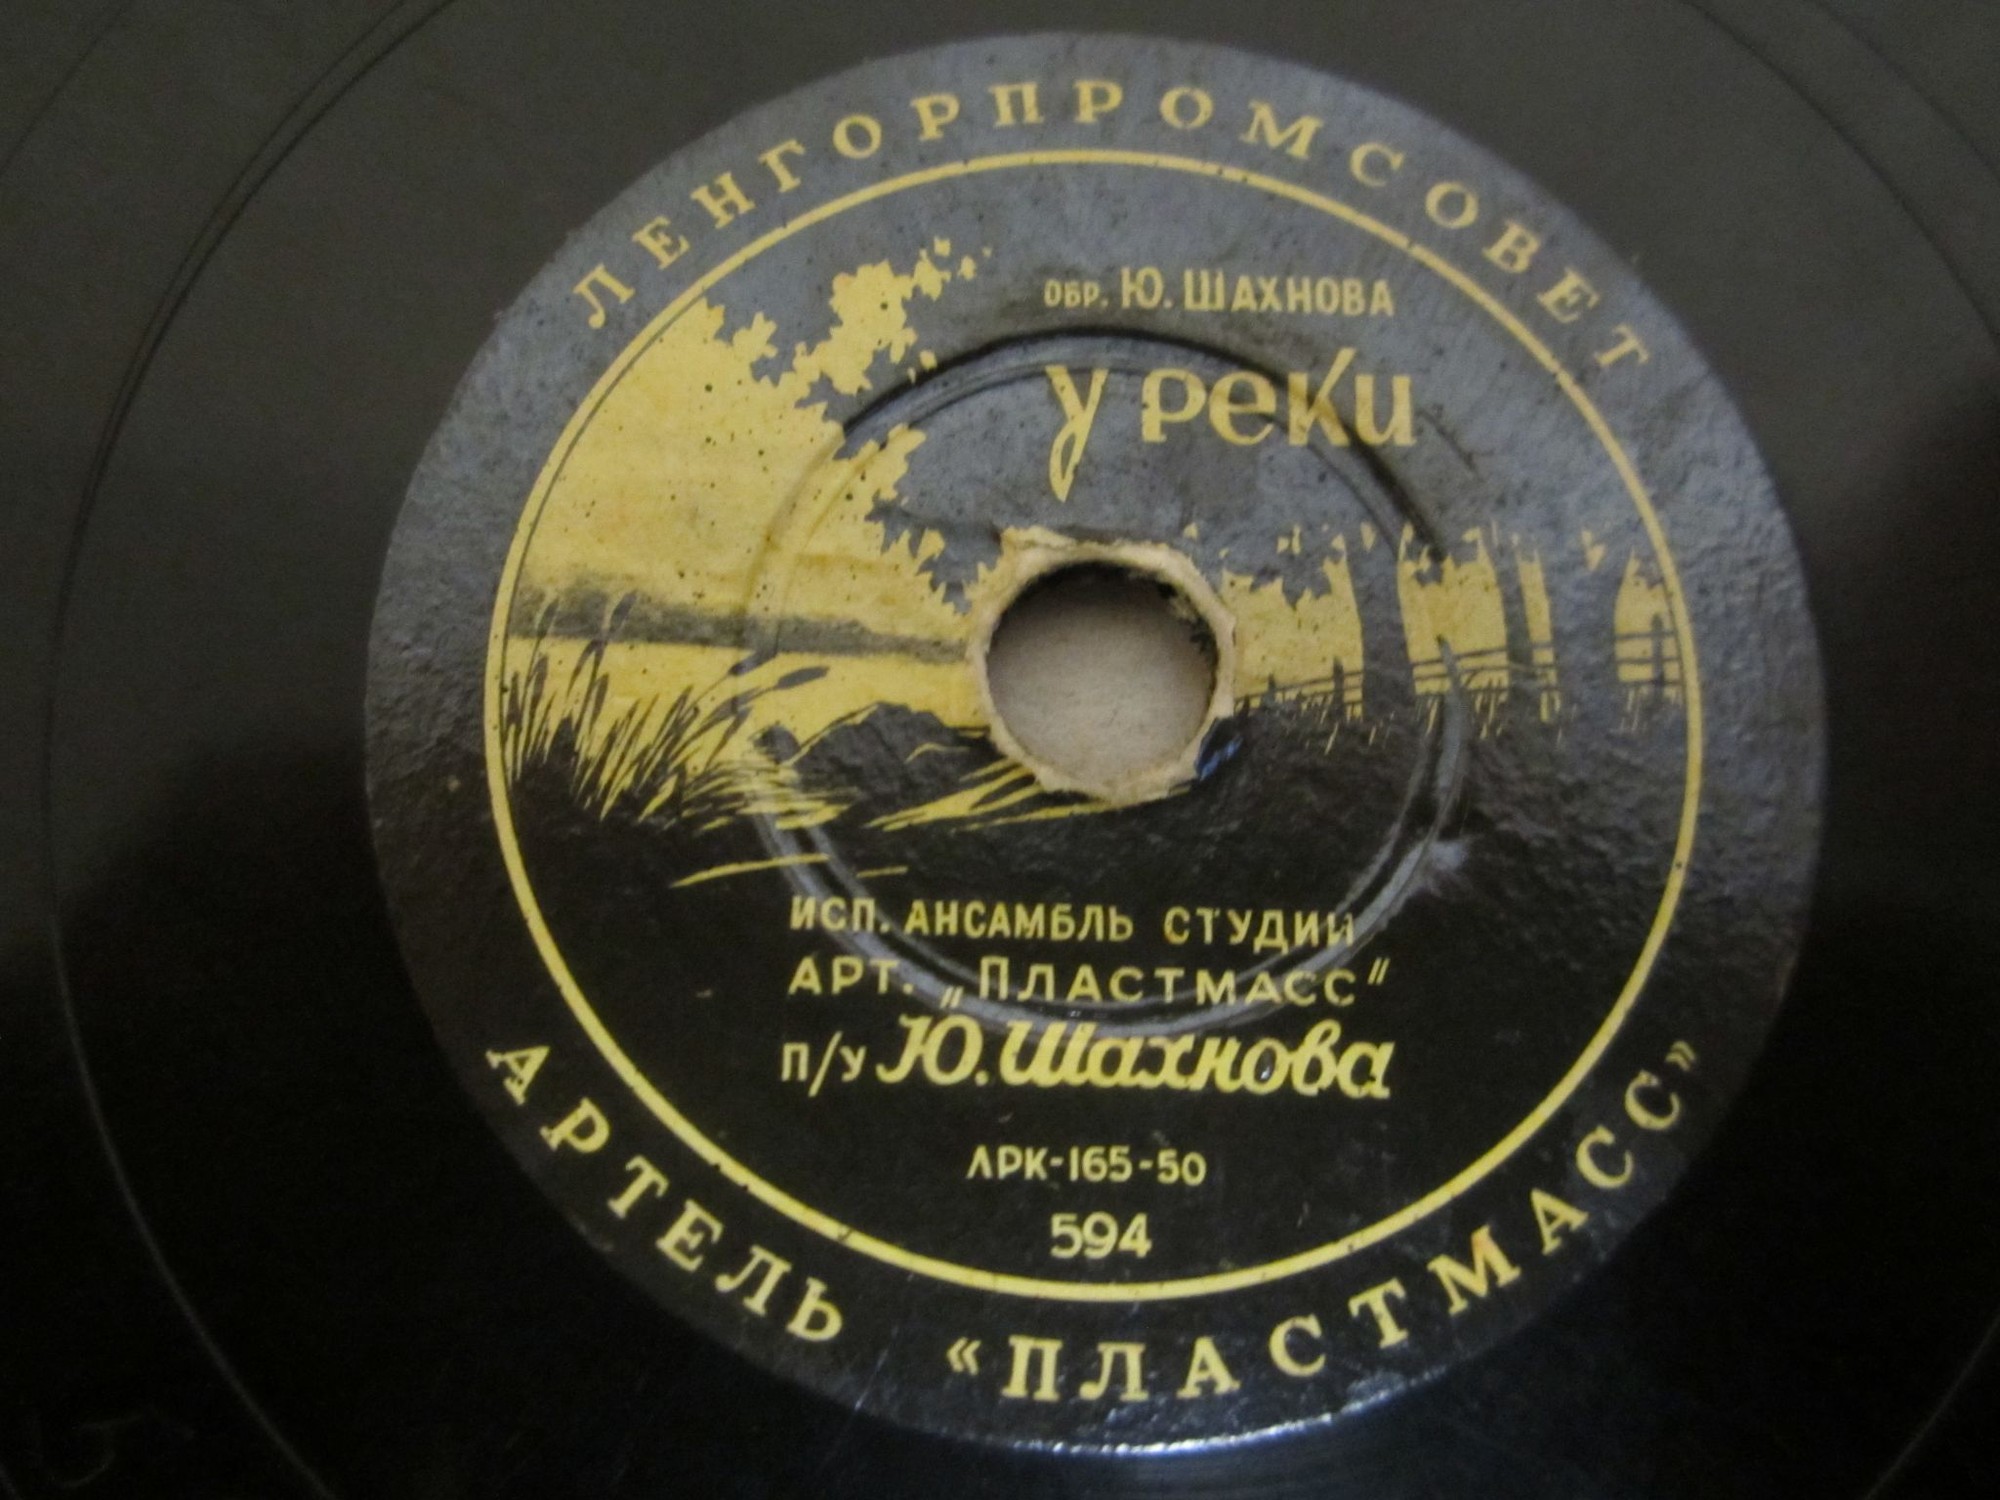 ЛЕНГОРПРОМСОВЕТ
ОБР. Ю. ШАХНОВА
У реки
ИСП. АНСАМБЛЬ СТУДИИ
АРТ. „ПЛАСТМАСС"
П/У Ю. Шахнова
ЛРК-165-50
594
АРТЕЛЬ «ПЛАСТМАСС»